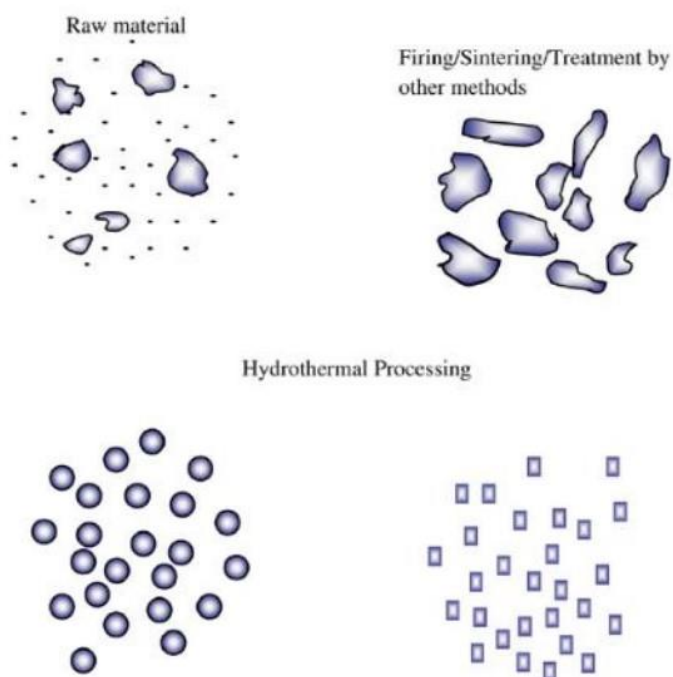 Raw material
Firing/Sintering/Treatment by
other methods
Hydrothermal Processing